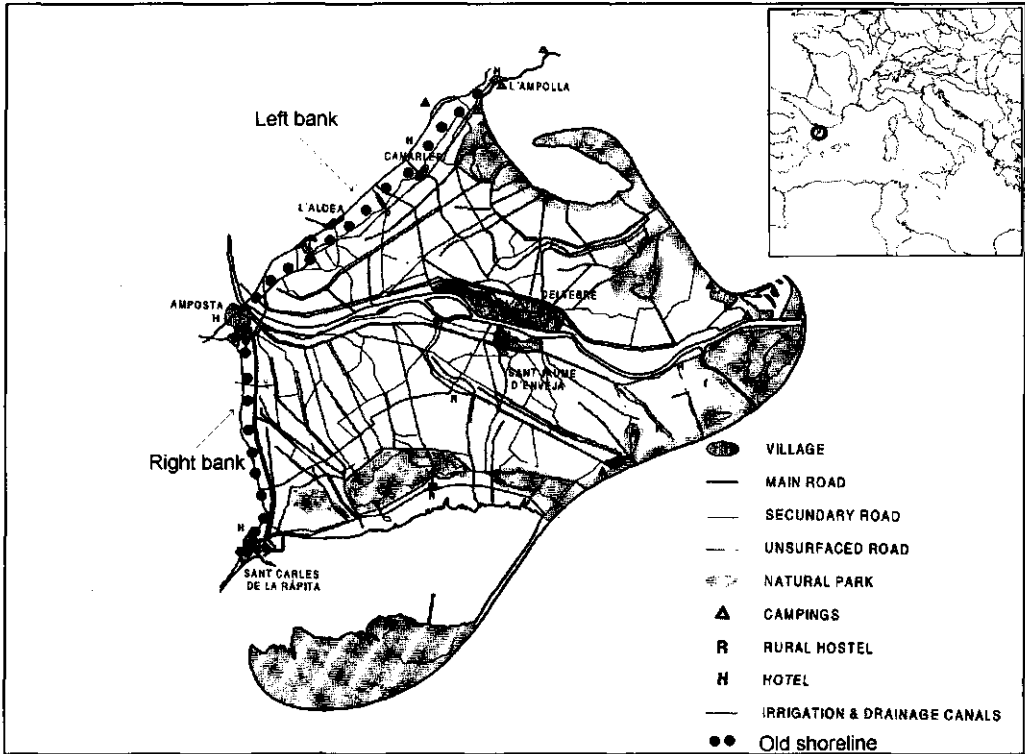 L'AMPOLLA
Left bank
H
CAMARLES
L'ALDEA
AMPOSTA
H
DELTEBRE
SANT JAUME
D'ENVEJA
H
Right bank
H
SANT CARLES
DE LA RÀPITA
VILLAGE
MAIN ROAD
SECUNDARY ROAD
UNSURFACED ROAD
NATURAL PARK
CAMPINGS
R RURAL HOSTEL
H HOTEL
IRRIGATION & DRAINAGE CANALS
Old shoreline